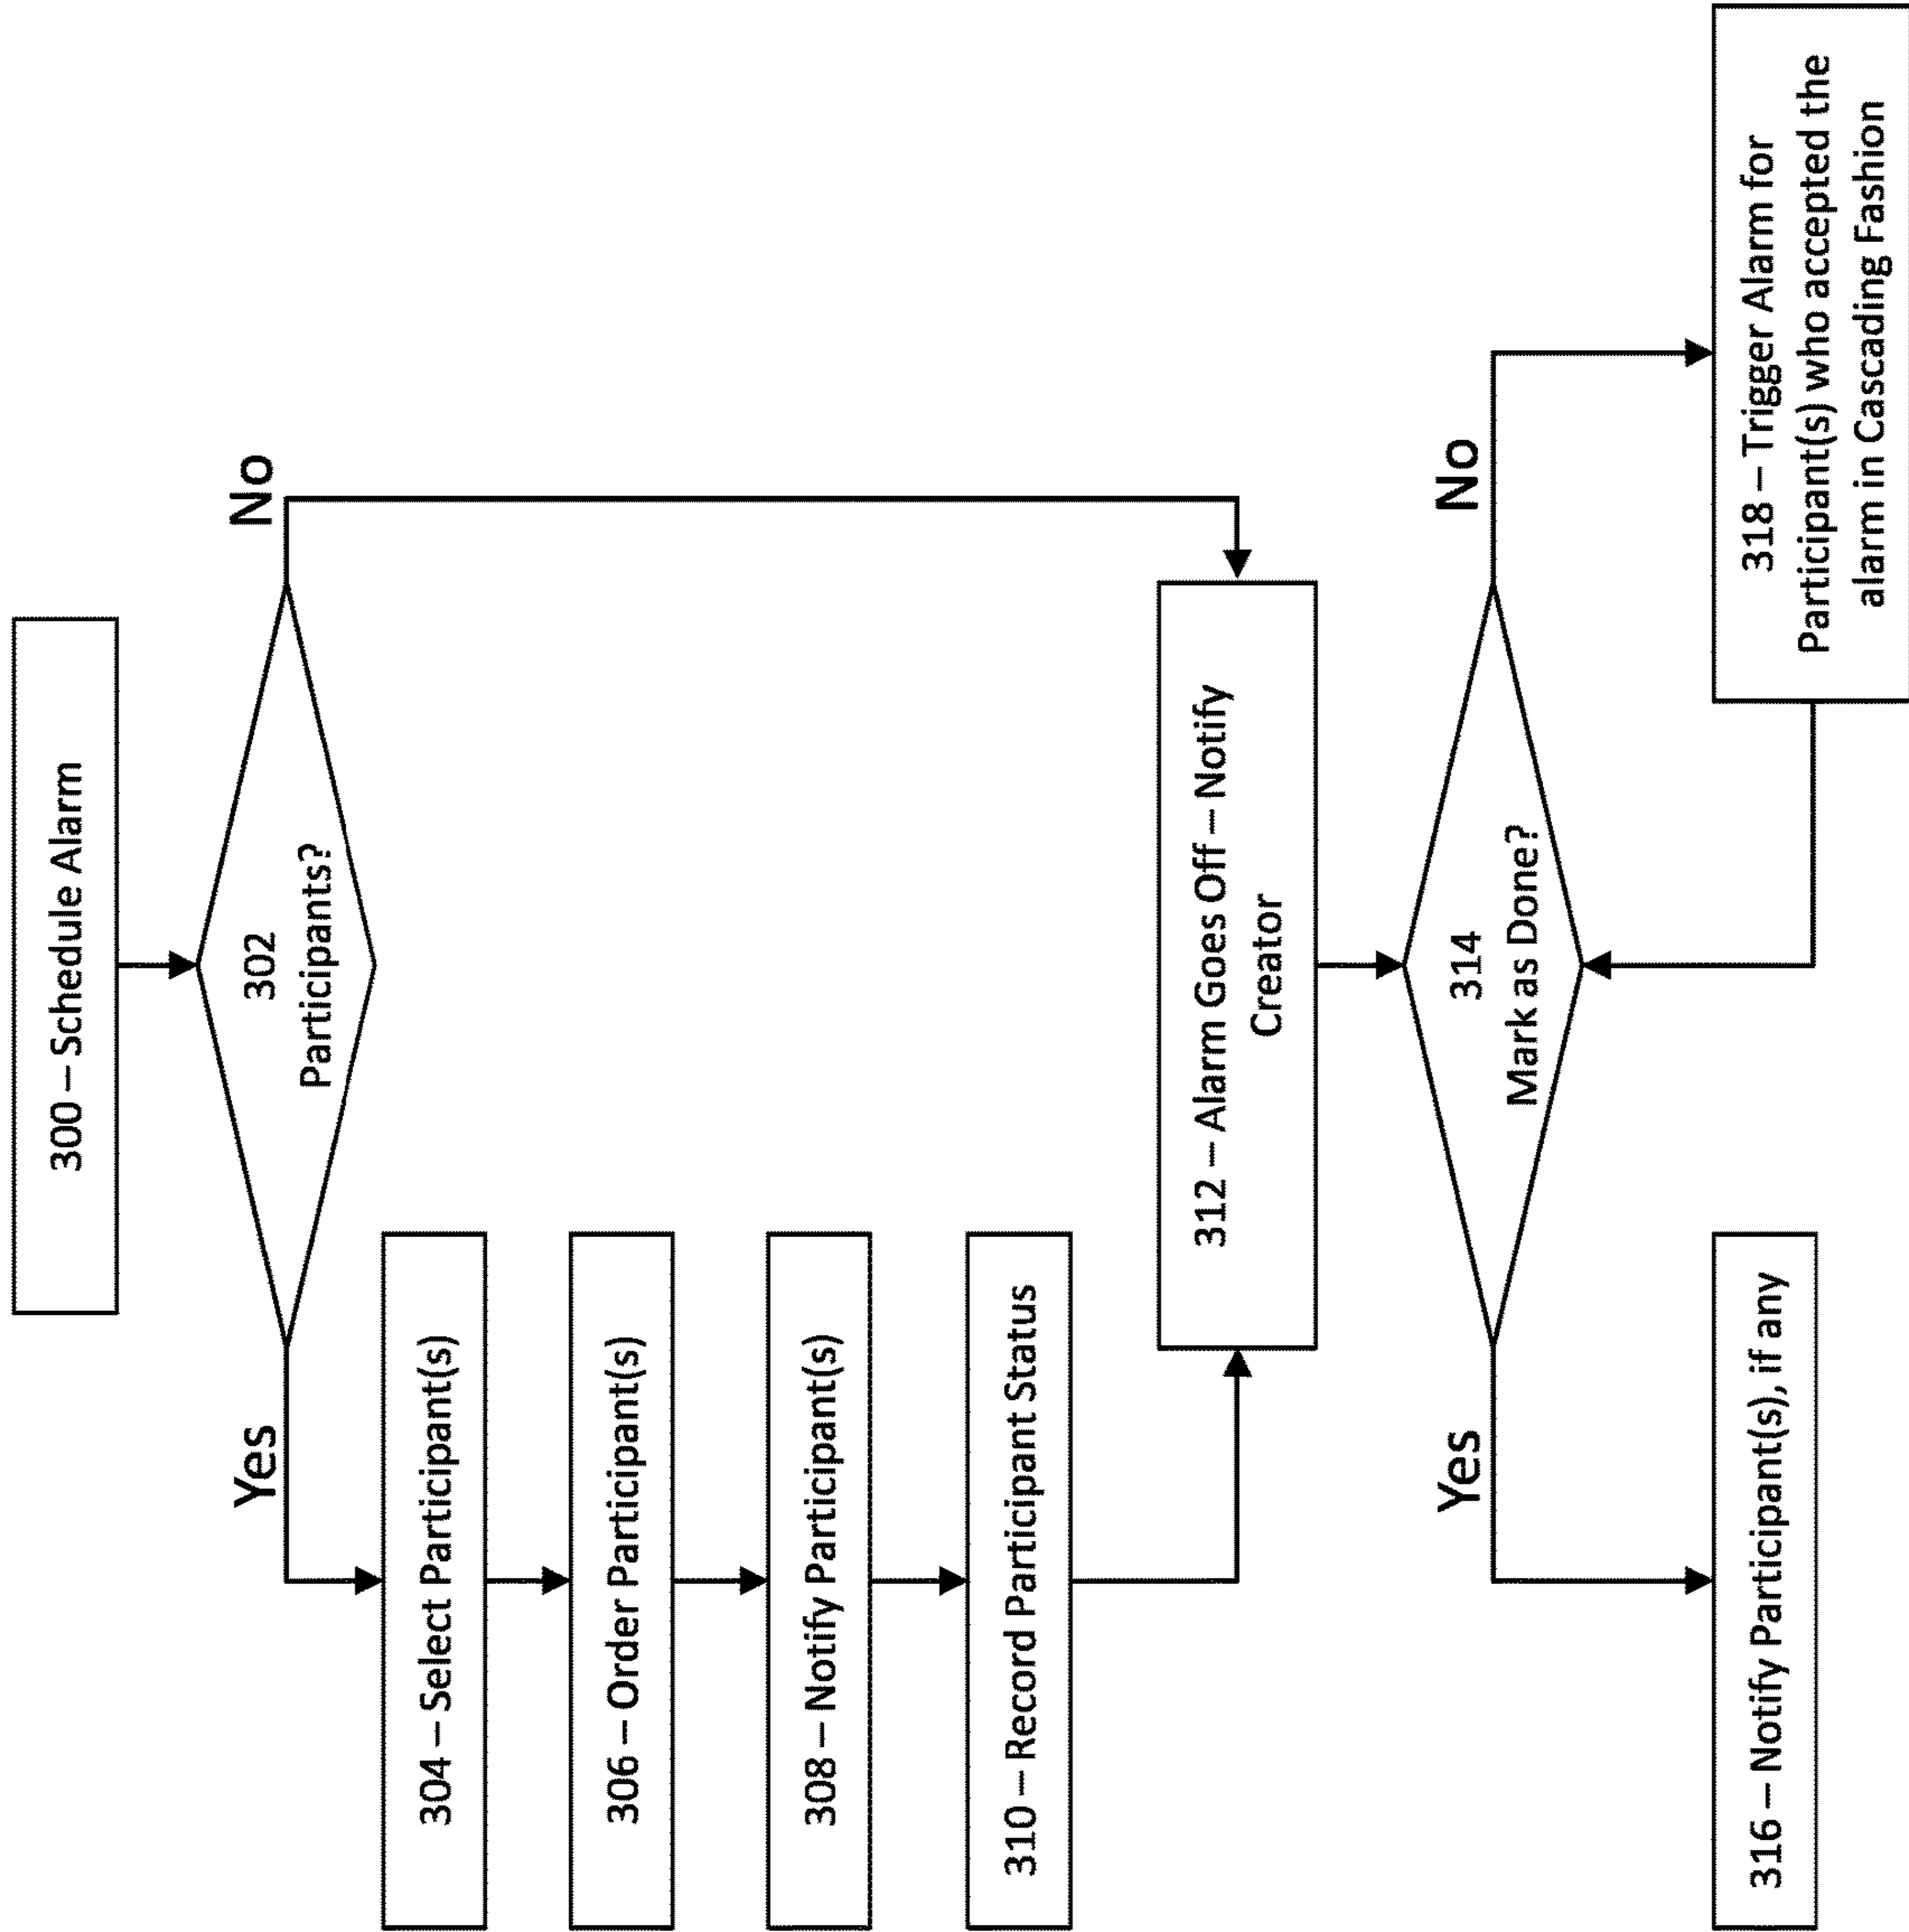 300 – Schedule Alarm
302
Participants?
Yes
No
304 – Select Participant(s)
306 – Order Participant(s)
308 – Notify Participant(s)
310 – Record Participant Status
312 – Alarm Goes Off – Notify
Creator
314
Mark as Done?
Yes
No
316 – Notify Participant(s), if any
318 – Trigger Alarm for
Participant(s) who accepted the
alarm in Cascading Fashion